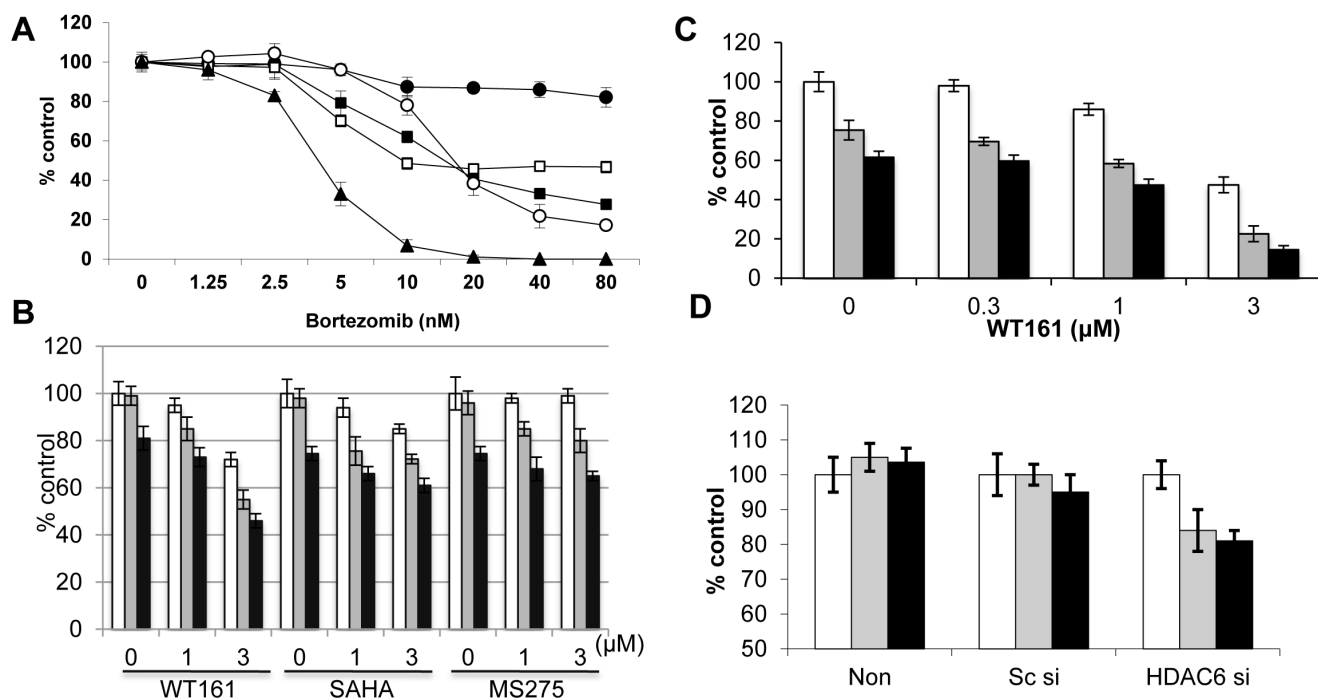 A
120
100
80
60
40
20
0
% control
0 1.25 2.5 5 10 20 40 80
Bortezomib (nM)
B
120
100
80
60
40
20
0
% control
0 1 3 0 1 3 0 1 3 (μM)
WT161 SAHA MS275
C
120
100
80
60
40
20
0
% control
0 0.3 1 3
WT161 (μM)
D
120
110
100
90
80
70
60
50
% control
Non Sc si HDAC6 si